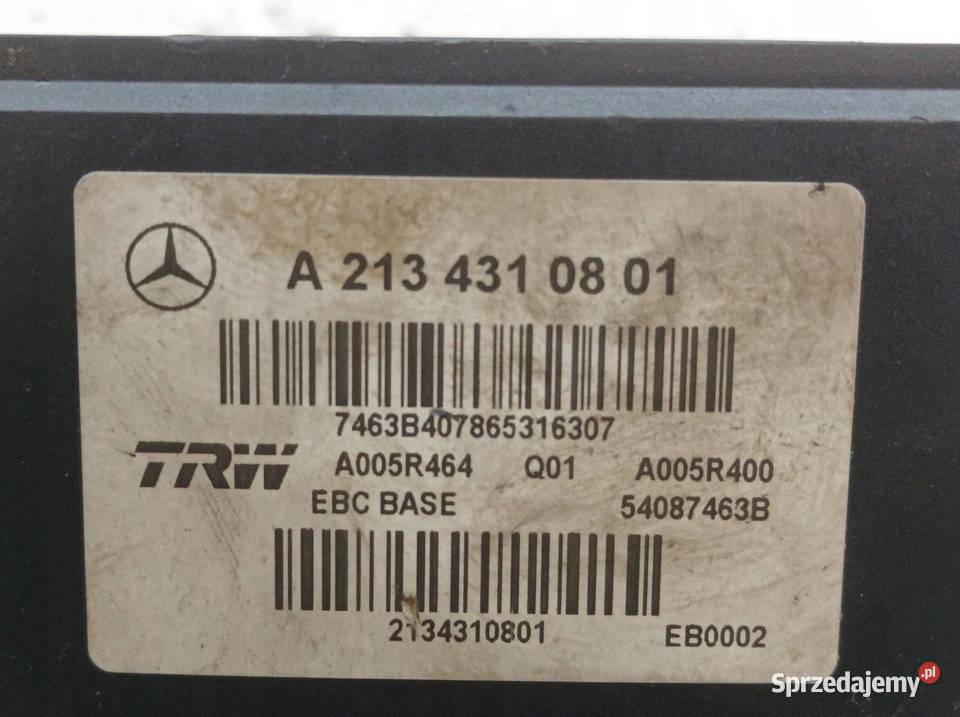 A 213 431 08 01
7463B407865316307
TRW
A005R464 Q01 A005R400
EBC BASE 54087463B
2134310801
EB0002
Sprzedajemy.pl